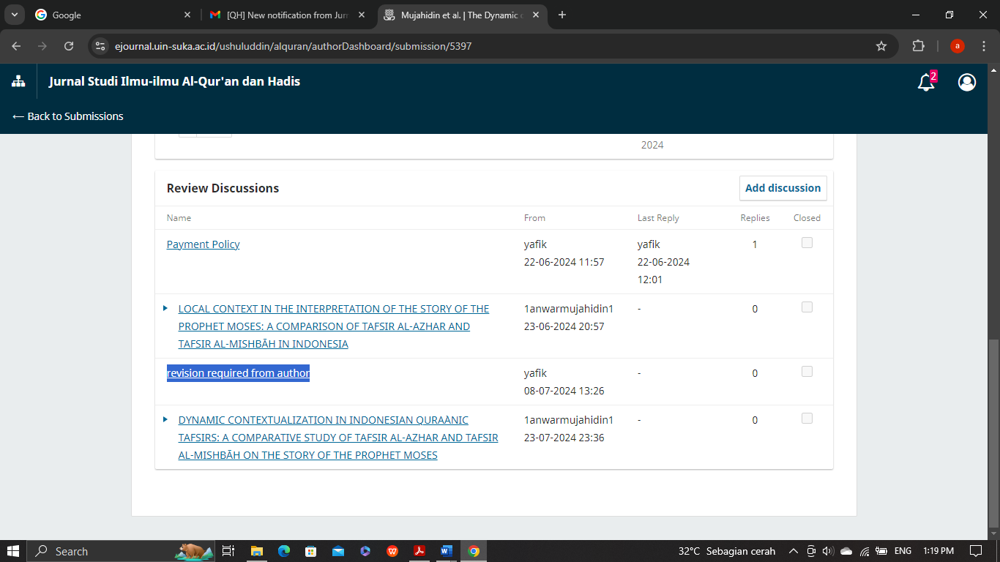 Google
[QH] New notification from Jur
Mujahidin et al. | The Dynamic
ejournal.uin-suka.ac.id/ushuluddin/alquran/authorDashboard/submission/5397
a
Jurnal Studi Ilmu-ilmu Al-Qur'an dan Hadis
2
← Back to Submissions
2024
Review Discussions
Add discussion
Name From Last Reply Replies Closed
Payment Policy yafik yafik 1
22-06-2024 11:57 22-06-2024
12:01
LOCAL CONTEXT IN THE INTERPRETATION OF THE STORY OF THE 1anwarmujahidin1 - 0
PROPHET MOSES: A COMPARISON OF TAFSIR AL-AZHAR AND 23-06-2024 20:57
TAFSIR AL-MISHBĀH IN INDONESIA
revision required from author yafik - 0
08-07-2024 13:26
DYNAMIC CONTEXTUALIZATION IN INDONESIAN QURAÀNIC 1anwarmujahidin1 - 0
TAFSIRS: A COMPARATIVE STUDY OF TAFSIR AL-AZHAR AND TAFSIR 23-07-2024 23:36
AL-MISHBĀH ON THE STORY OF THE PROPHET MOSES
Search
32°C Sebagian cerah
ENG
1:19 PM